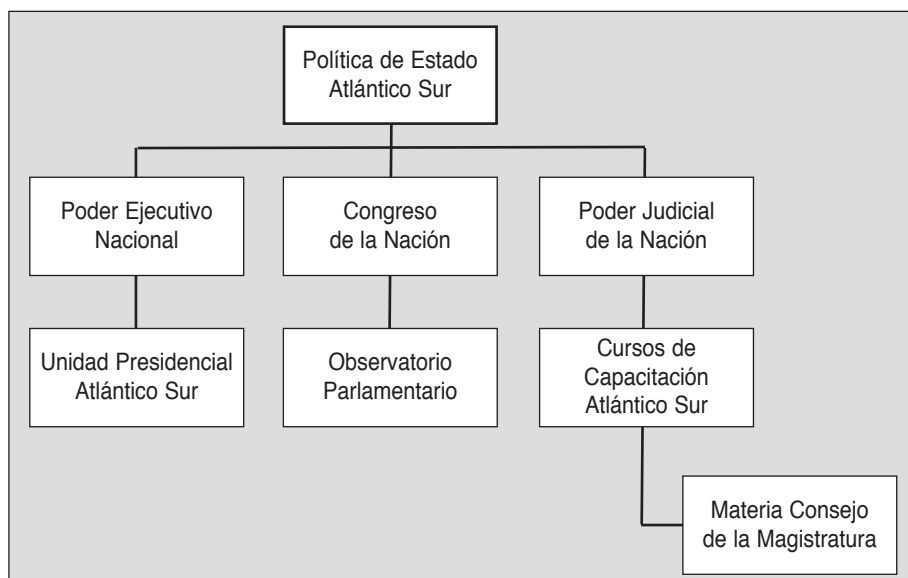 Política de Estado
Atlántico Sur
Poder Ejecutivo
Nacional
Congreso
de la Nación
Poder Judicial
de la Nación
Unidad Presidencial
Atlántico Sur
Observatorio
Parlamentario
Cursos de
Capacitación
Atlántico Sur
Materia Consejo
de la Magistratura